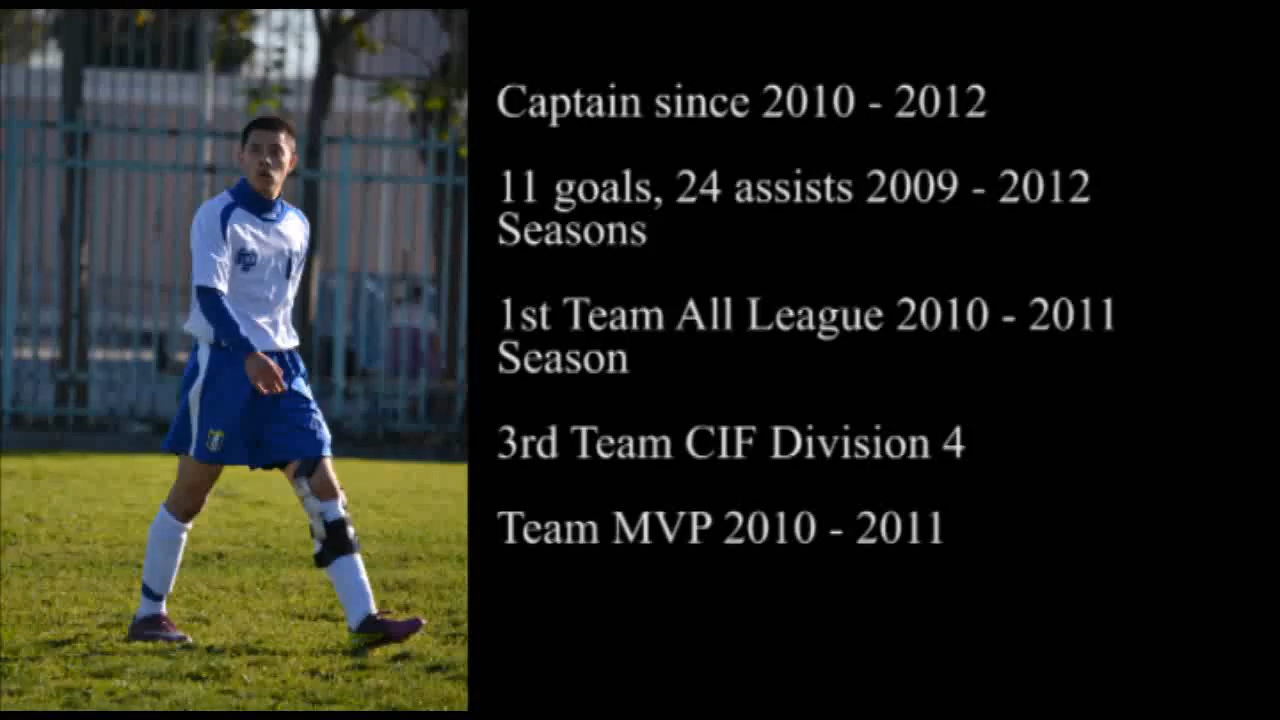 Captain since 2010 - 2012
11 goals, 24 assists 2009 - 2012
Seasons
1st Team All League 2010 - 2011
Season
3rd Team CIF Division 4
Team MVP 2010 - 2011